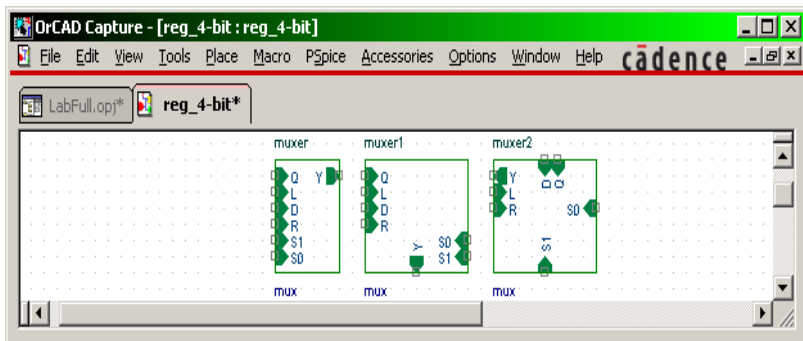 OrCAD Capture - [reg_4-bit : reg_4-bit]
File Edit View Tools Place Macro PSpice Accessories Options Window Help cādence
LabFull.opj* reg_4-bit*
muxer muxer1 muxer2
Q Y
L
D
R
S1
S0
Q
L
D
R
Y
S0
S1
Y
L
R
D
Q
S0
S1
mux mux mux